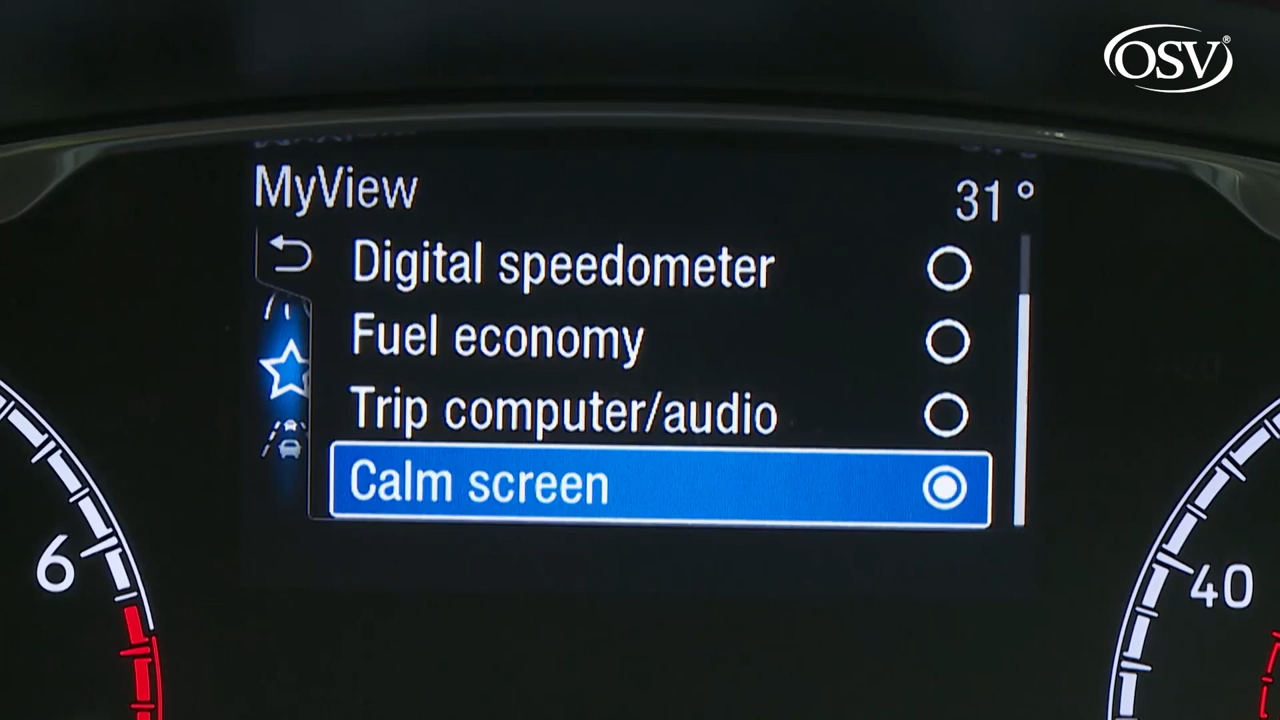 OSV®
MyView
31°
Digital speedometer
Fuel economy
Trip computer/audio
Calm screen
6
40